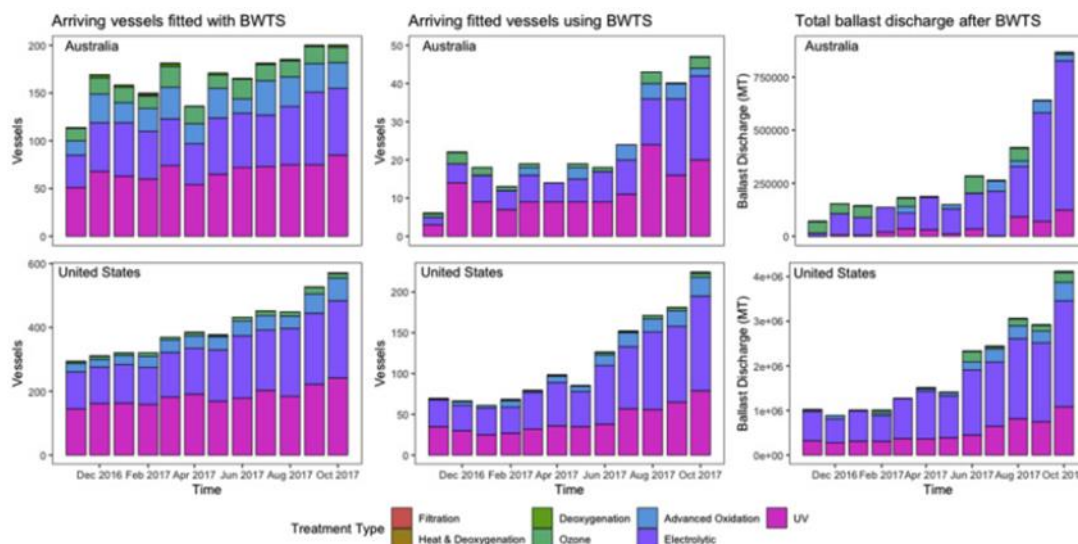 Arriving vessels fitted with BWTS
Arriving fitted vessels using BWTS
Total ballast discharge after BWTS
Australia
200
150
100
50
0
Vessels
Australia
50
40
30
20
10
0
Vessels
Australia
750000
500000
250000
0
Ballast Discharge (MT)
United States
600
400
200
0
Vessels
Dec 2016 Feb 2017 Apr 2017 Jun 2017 Aug 2017 Oct 2017
Time
United States
200
150
100
50
0
Vessels
Dec 2016 Feb 2017 Apr 2017 Jun 2017 Aug 2017 Oct 2017
Time
United States
4e+06
3e+06
2e+06
1e+06
0e+00
Ballast Discharge (MT)
Dec 2016 Feb 2017 Apr 2017 Jun 2017 Aug 2017 Oct 2017
Time
Treatment Type
Filtration
Deoxygenation
Advanced Oxidation
UV
Heat & Deoxygenation
Ozone
Electrolytic